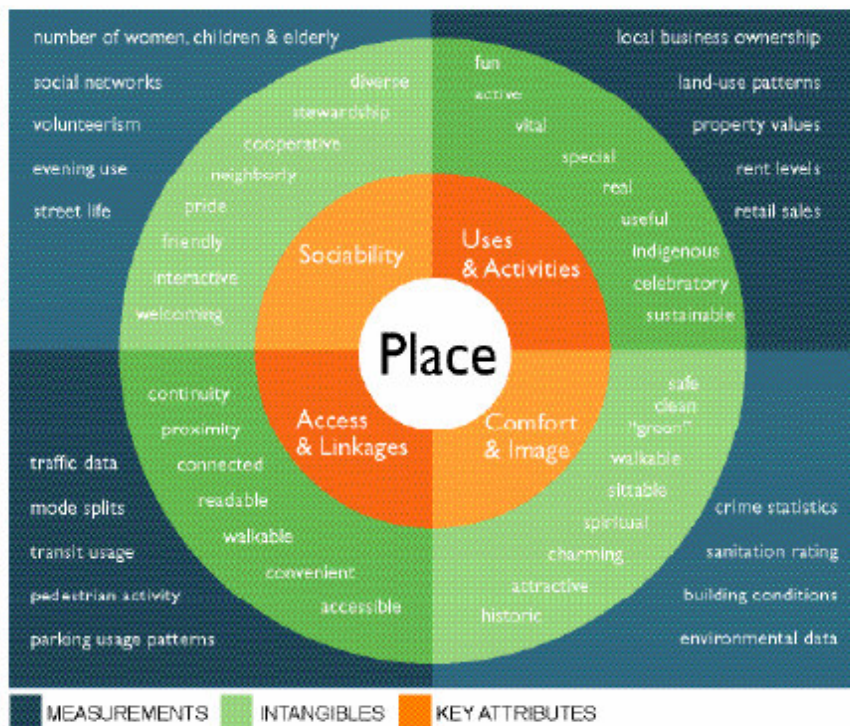 number of women, children & elderly
social networks
volunteerism
evening use
street life
diverse
stewardship
cooperative
neighborly
pride
friendly
interactive
welcoming
fun
active
vital
special
real
useful
indigenous
celebratory
sustainable
local business ownership
land-use patterns
property values
rent levels
retail sales
Sociability
Uses
& Activities
Place
Access
& Linkages
Comfort
& Image
continuity
proximity
connected
readable
walkable
convenient
accessible
traffic data
mode splits
transit usage
pedestrian activity
parking usage patterns
safe
clean
"green"
walkable
sittable
spiritual
charming
attractive
historic
crime statistics
sanitation rating
building conditions
environmental data
MEASUREMENTS
INTANGIBLES
KEY ATTRIBUTES